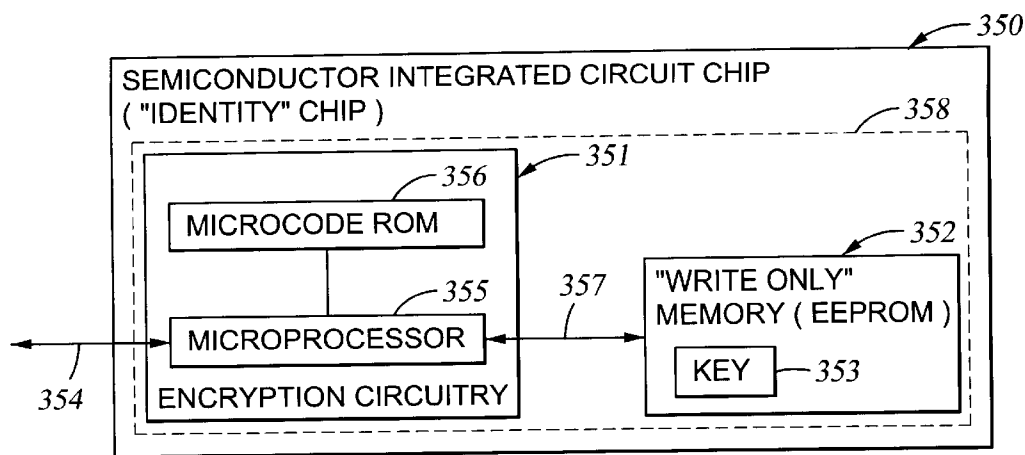 350
SEMICONDUCTOR INTEGRATED CIRCUIT CHIP
( "IDENTITY" CHIP )
358
351
356
MICROCODE ROM
352
"WRITE ONLY"
MEMORY ( EEPROM )
355
357
MICROPROCESSOR
KEY
353
354
ENCRYPTION CIRCUITRY